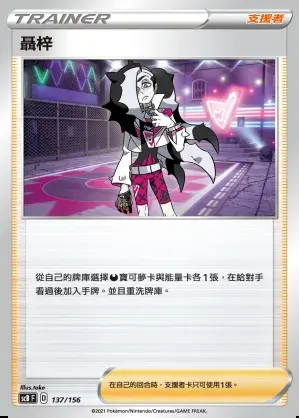 TRAINER 支援者
聶梓
從自己的牌庫選擇寶可夢卡與能量卡各1張,在給對手
看過後加入手牌。並且重洗牌庫。
Illus.take
sc3 F D 137/156
在自己的回合時,支援者卡只可使用1張。
©2021 Pokémon/Nintendo/Creatures/GAME FREAK.